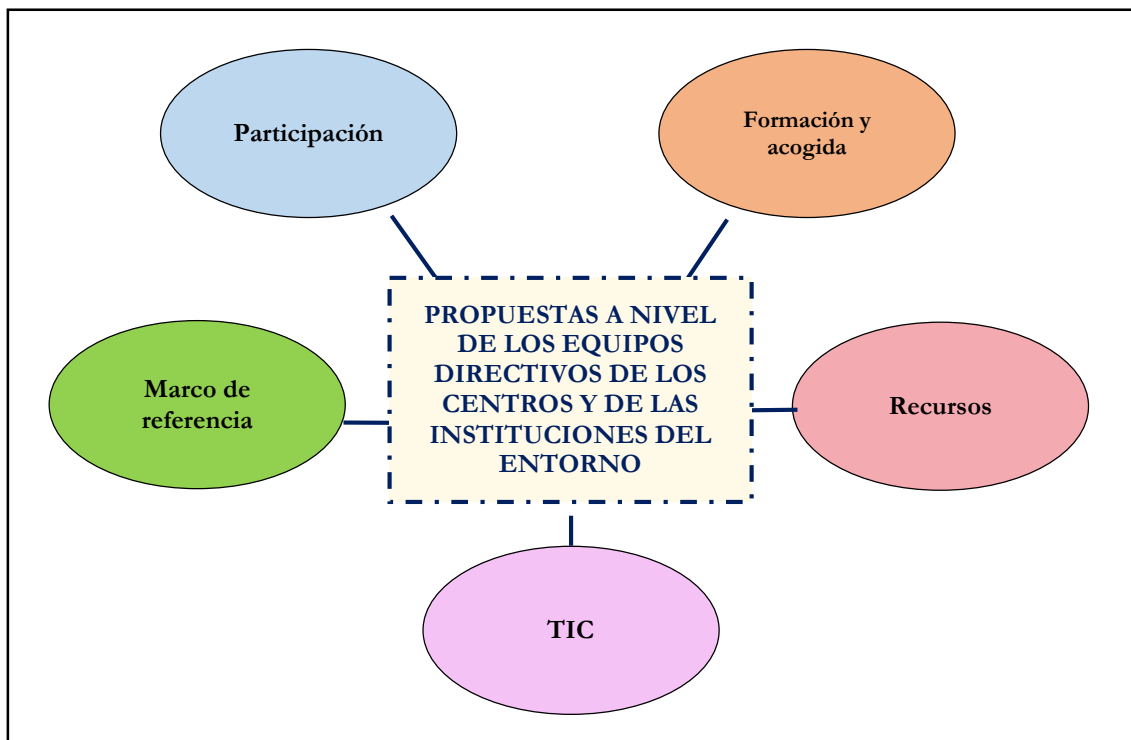 Participación
Formación y
acogida
PROPUESTAS A NIVEL
DE LOS EQUIPOS
DIRECTIVOS DE LOS
CENTROS Y DE LAS
INSTITUCIONES DEL
ENTORNO
Marco de
referencia
Recursos
TIC